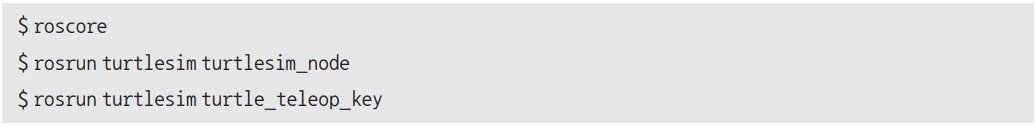 $ roscore
$ rosrun turtlesim turtlesim_node
$ rosrun turtlesim turtle_teleop_key